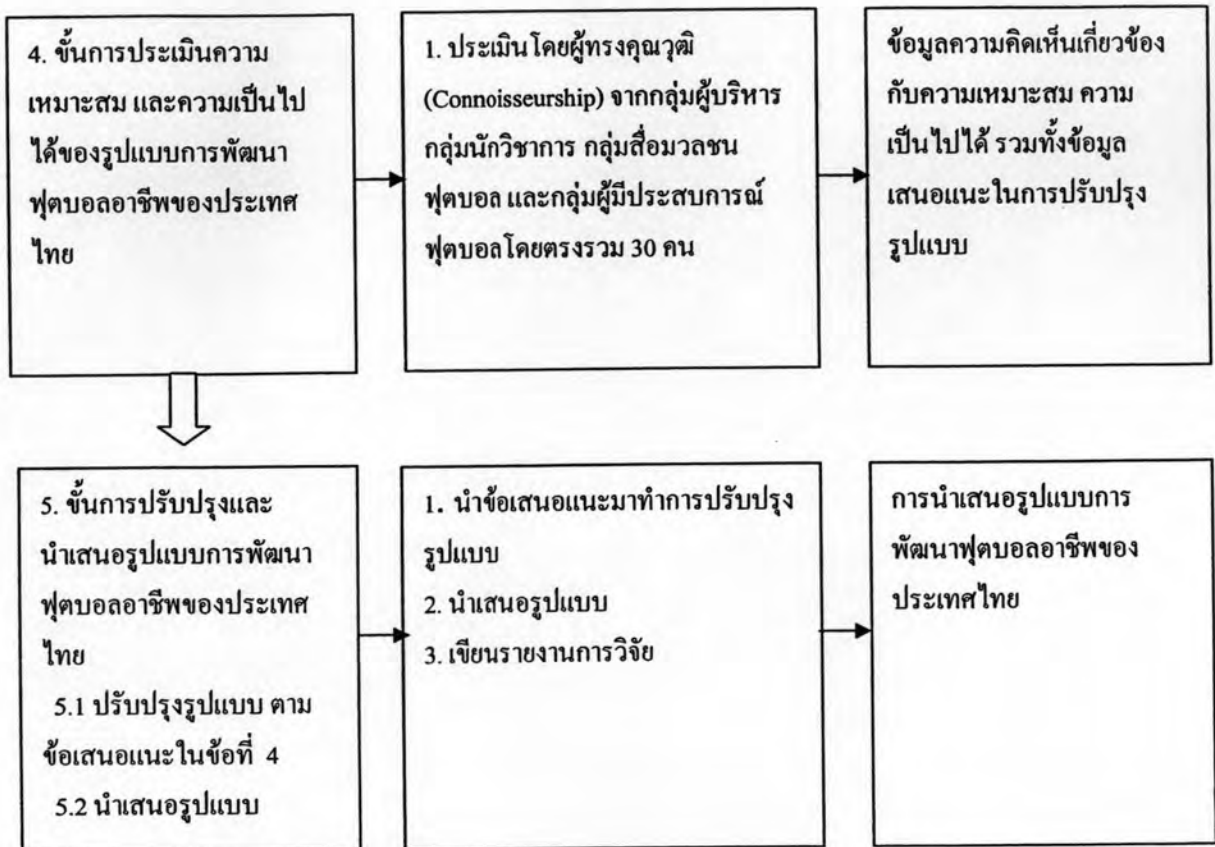 4. ขั้นการประเมินความ
เหมาะสม และความเป็นไป
ได้ของรูปแบบการพัฒนา
ฟุตบอลอาชีพของประเทศ
ไทย
1. ประเมินโดยผู้ทรงคุณวุฒิ
(Connoisseurship) จากกลุ่มผู้บริหาร
กลุ่มนักวิชาการ กลุ่มสื่อมวลชน
ฟุตบอล และกลุ่มผู้มีประสบการณ์
ฟุตบอลโดยตรงรวม 30 คน
ข้อมูลความคิดเห็นเกี่ยวข้อง
กับความเหมาะสม ความ
เป็นไปได้ รวมทั้งข้อมูล
เสนอแนะในการปรับปรุง
รูปแบบ
5. ขั้นการปรับปรุงและ
นำเสนอรูปแบบการพัฒนา
ฟุตบอลอาชีพของประเทศ
ไทย
5.1 ปรับปรุงรูปแบบ ตาม
ข้อเสนอแนะในข้อที่ 4
5.2 นำเสนอรูปแบบ
1. นำข้อเสนอแนะมาทำการปรับปรุง
รูปแบบ
2. นำเสนอรูปแบบ
3. เขียนรายงานการวิจัย
การนำเสนอรูปแบบการ
พัฒนาฟุตบอลอาชีพของ
ประเทศไทย